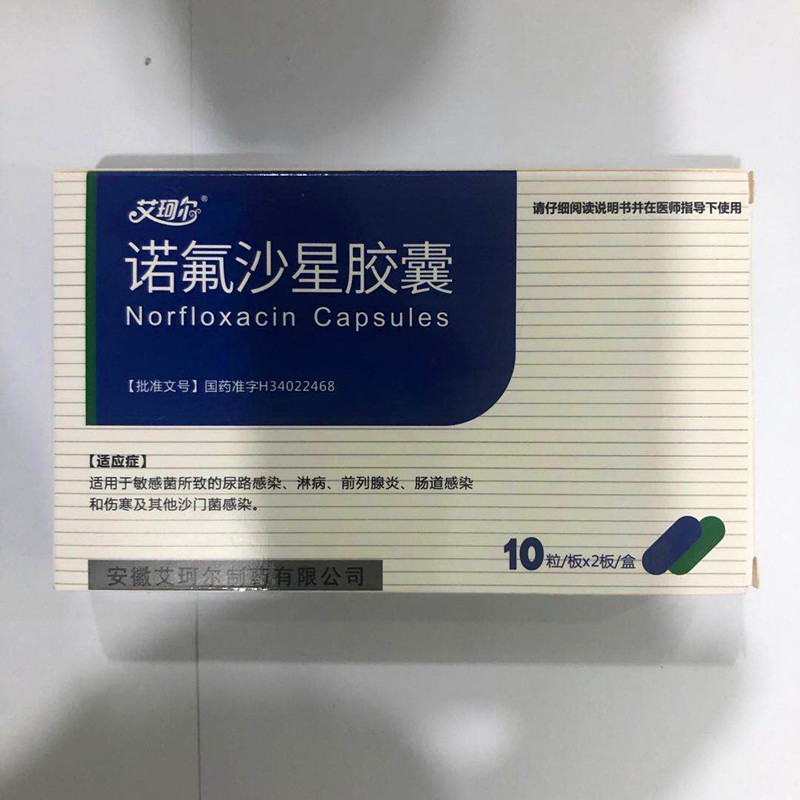 艾珂尔®
请仔细阅读说明书并在医师指导下使用
诺氟沙星胶囊
Norfloxacin Capsules
【批准文号】国药准字H34022468
【适应症】
适用于敏感菌所致的尿路感染、淋病、前列腺炎、肠道感染
和伤寒及其他沙门菌感染。
10粒/板x2板/盒
安徽艾珂尔制药有限公司